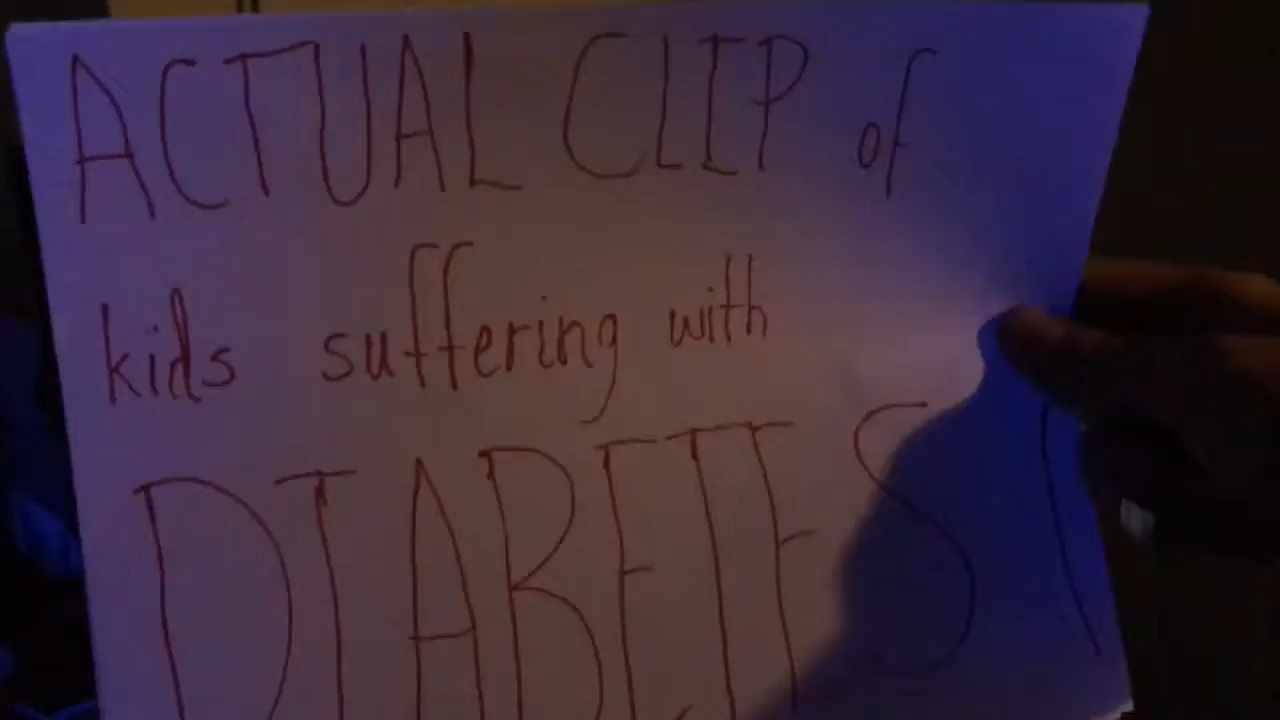 ACTUAL CLIP of
kids suffering with
DIABETES